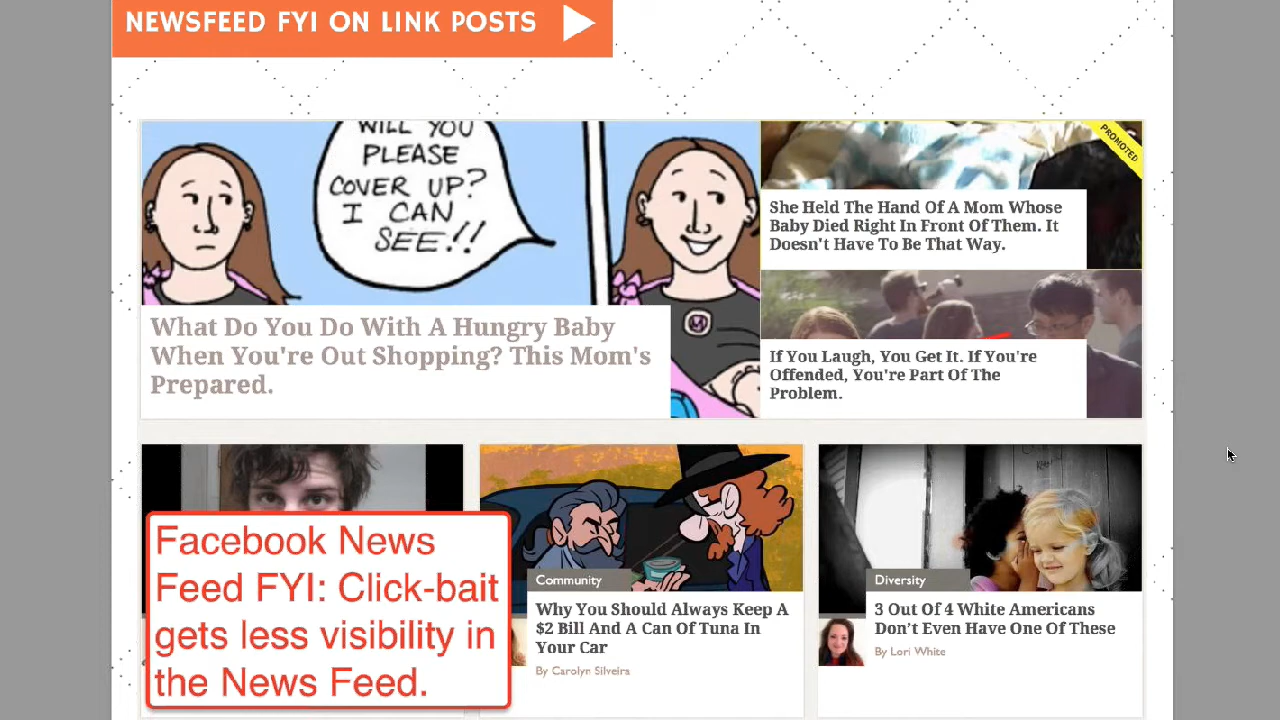 NEWSFEED FYI ON LINK POSTS
WILL YOU
PLEASE
COVER UP?
I CAN
SEE!!
What Do You Do With A Hungry Baby
When You're Out Shopping? This Mom's
Prepared.
PROMOTED
She Held The Hand Of A Mom Whose
Baby Died Right In Front Of Them. It
Doesn't Have To Be That Way.
If You Laugh, You Get It. If You're
Offended, You're Part Of The
Problem.
Facebook News
Feed FYI: Click-bait
gets less visibility in
the News Feed.
Community
Why You Should Always Keep A
$2 Bill And A Can Of Tuna In
Your Car
By Carolyn Silveira
Diversity
3 Out Of 4 White Americans
Don't Even Have One Of These
By Lori White